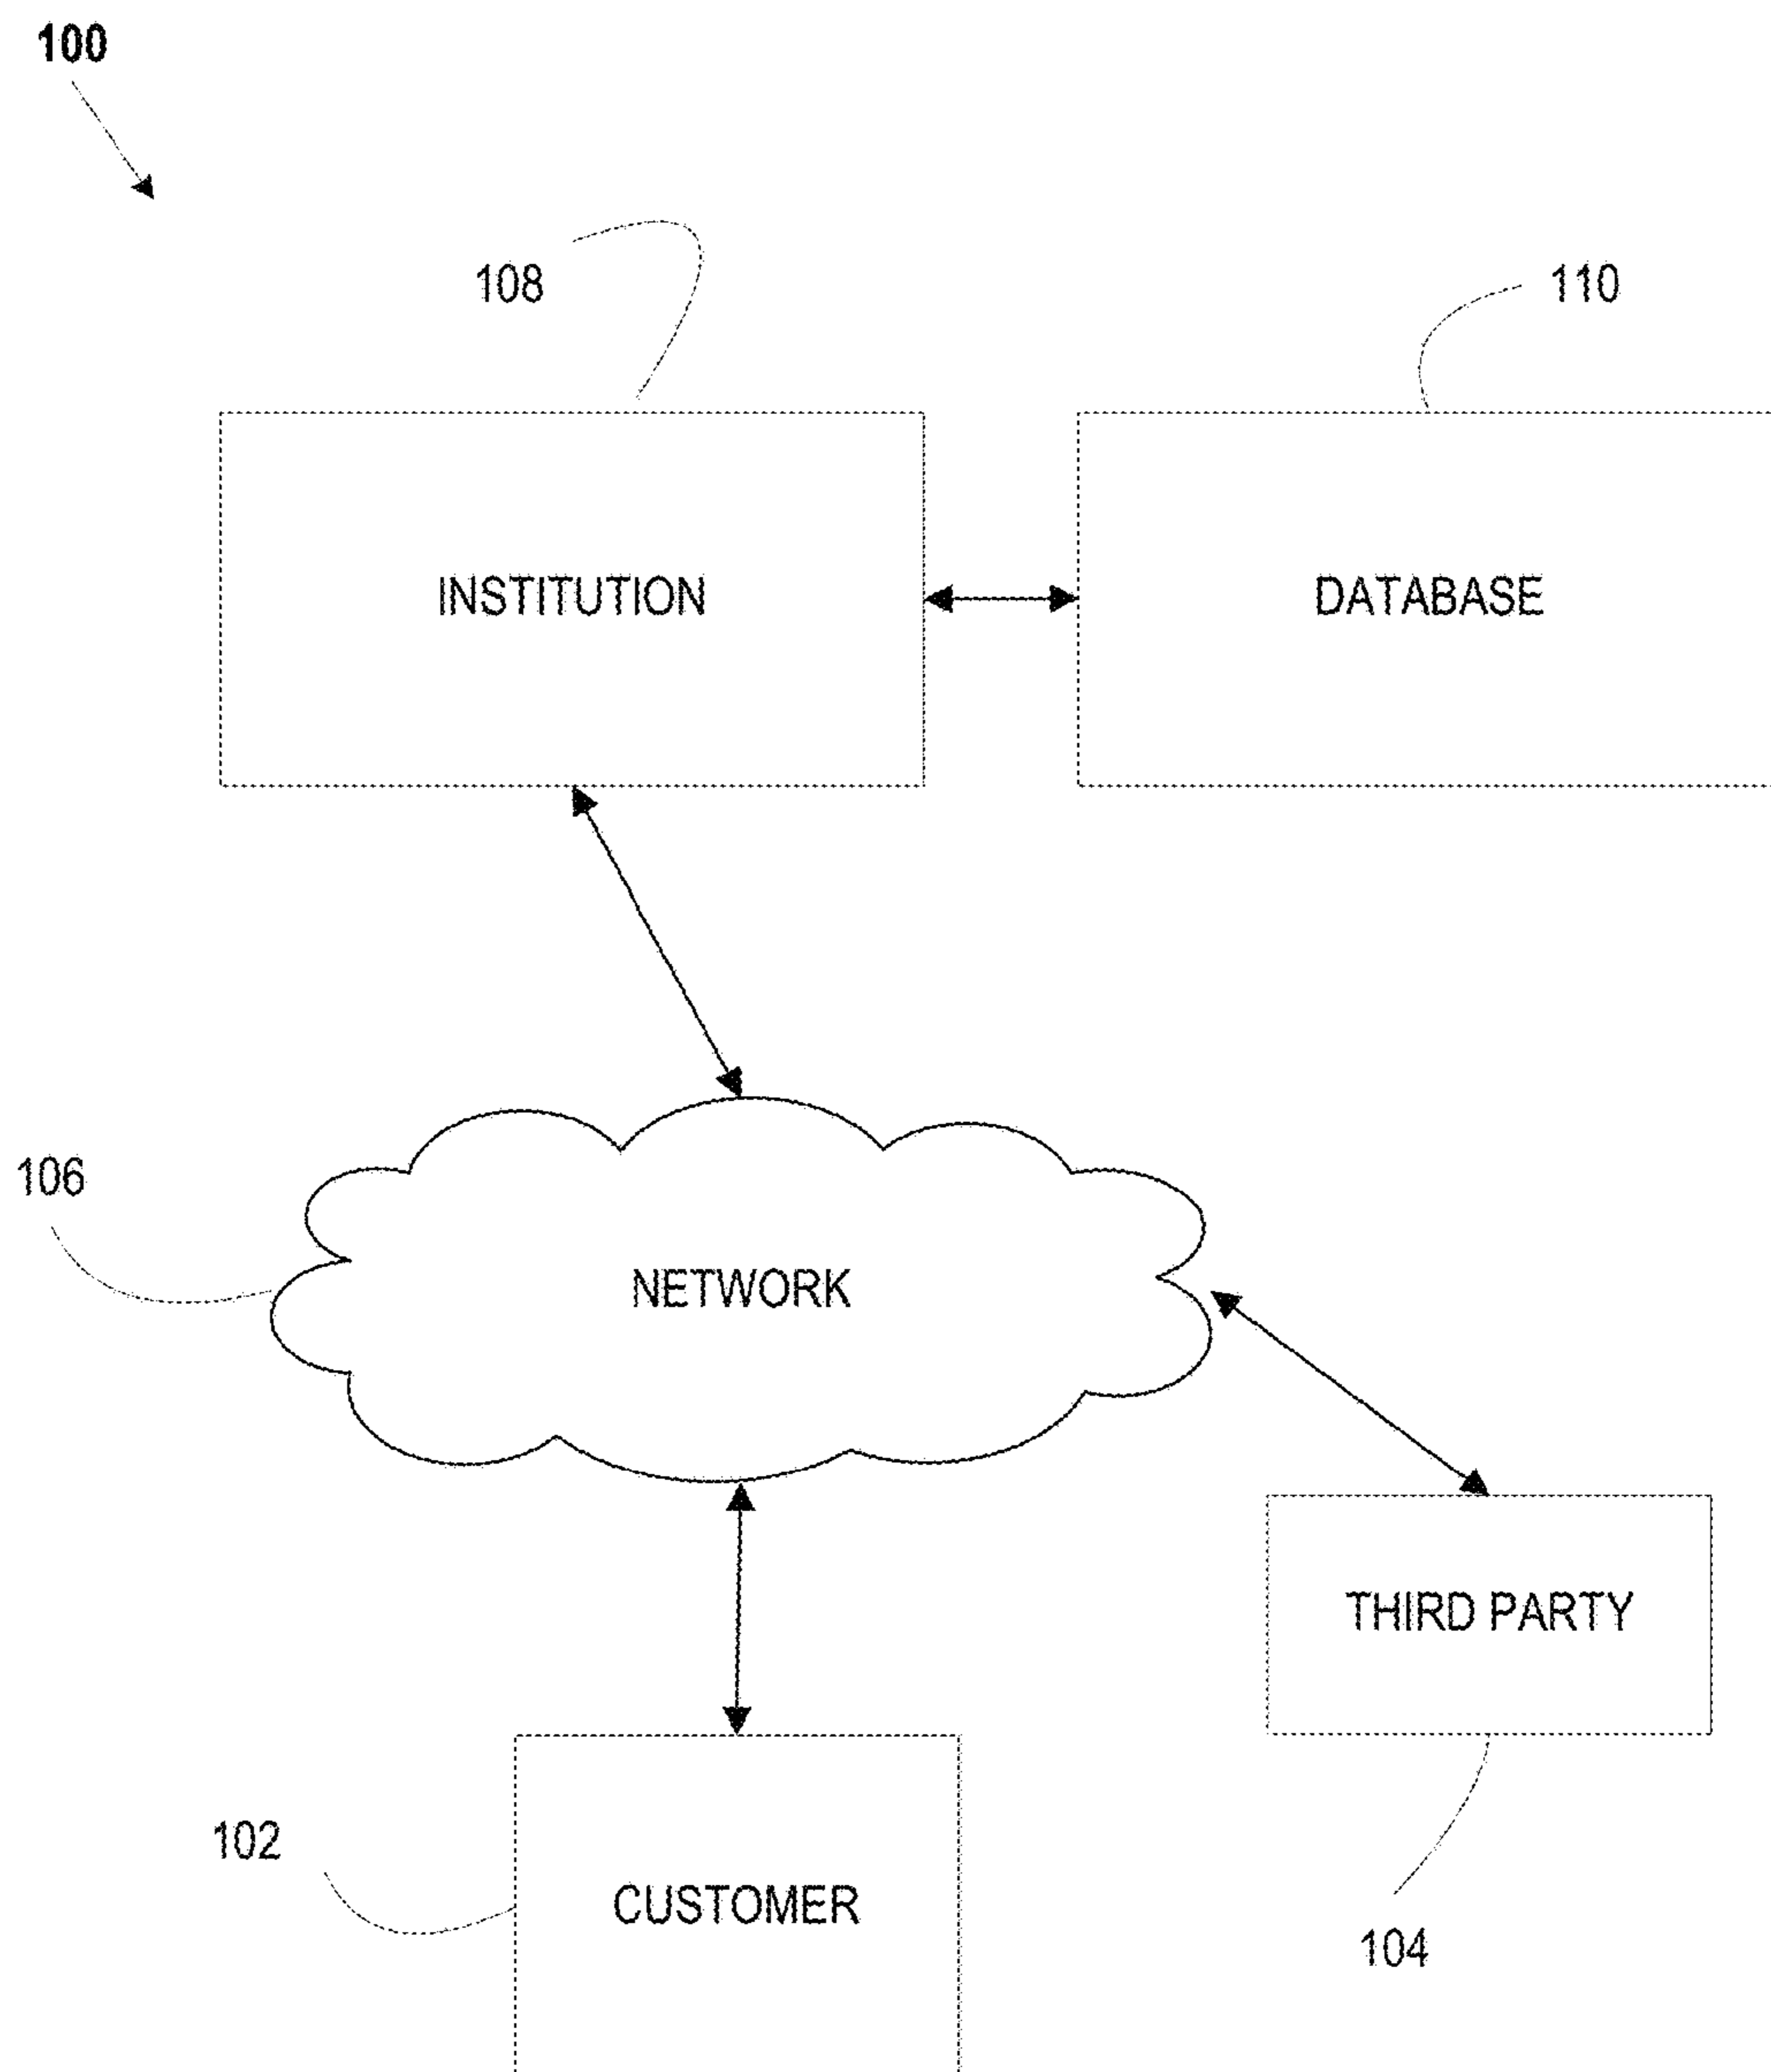 100
108
110
INSTITUTION
DATABASE
106
NETWORK
THIRD PARTY
102
CUSTOMER
104